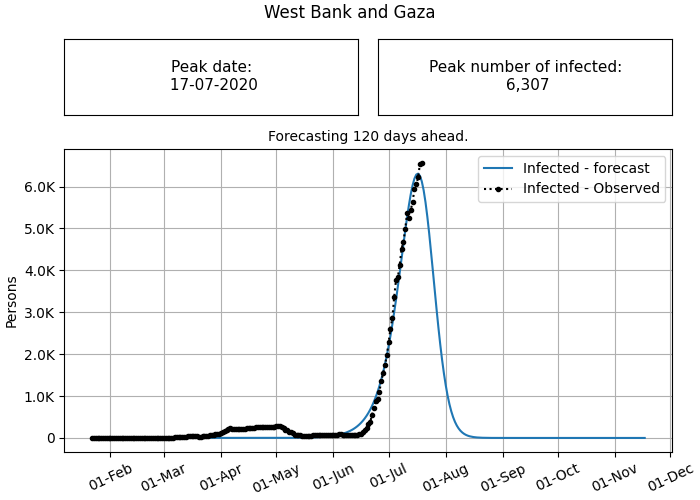 West Bank and Gaza
Peak date:
17-07-2020
Peak number of infected:
6,307
Forecasting 120 days ahead.
Infected - forecast
Infected - Observed
Persons
6.0K
5.0K
4.0K
3.0K
2.0K
1.0K
0
01-Feb
01-Mar
01-Apr
01-May
01-Jun
01-Jul
01-Aug
01-Sep
01-Oct
01-Nov
01-Dec